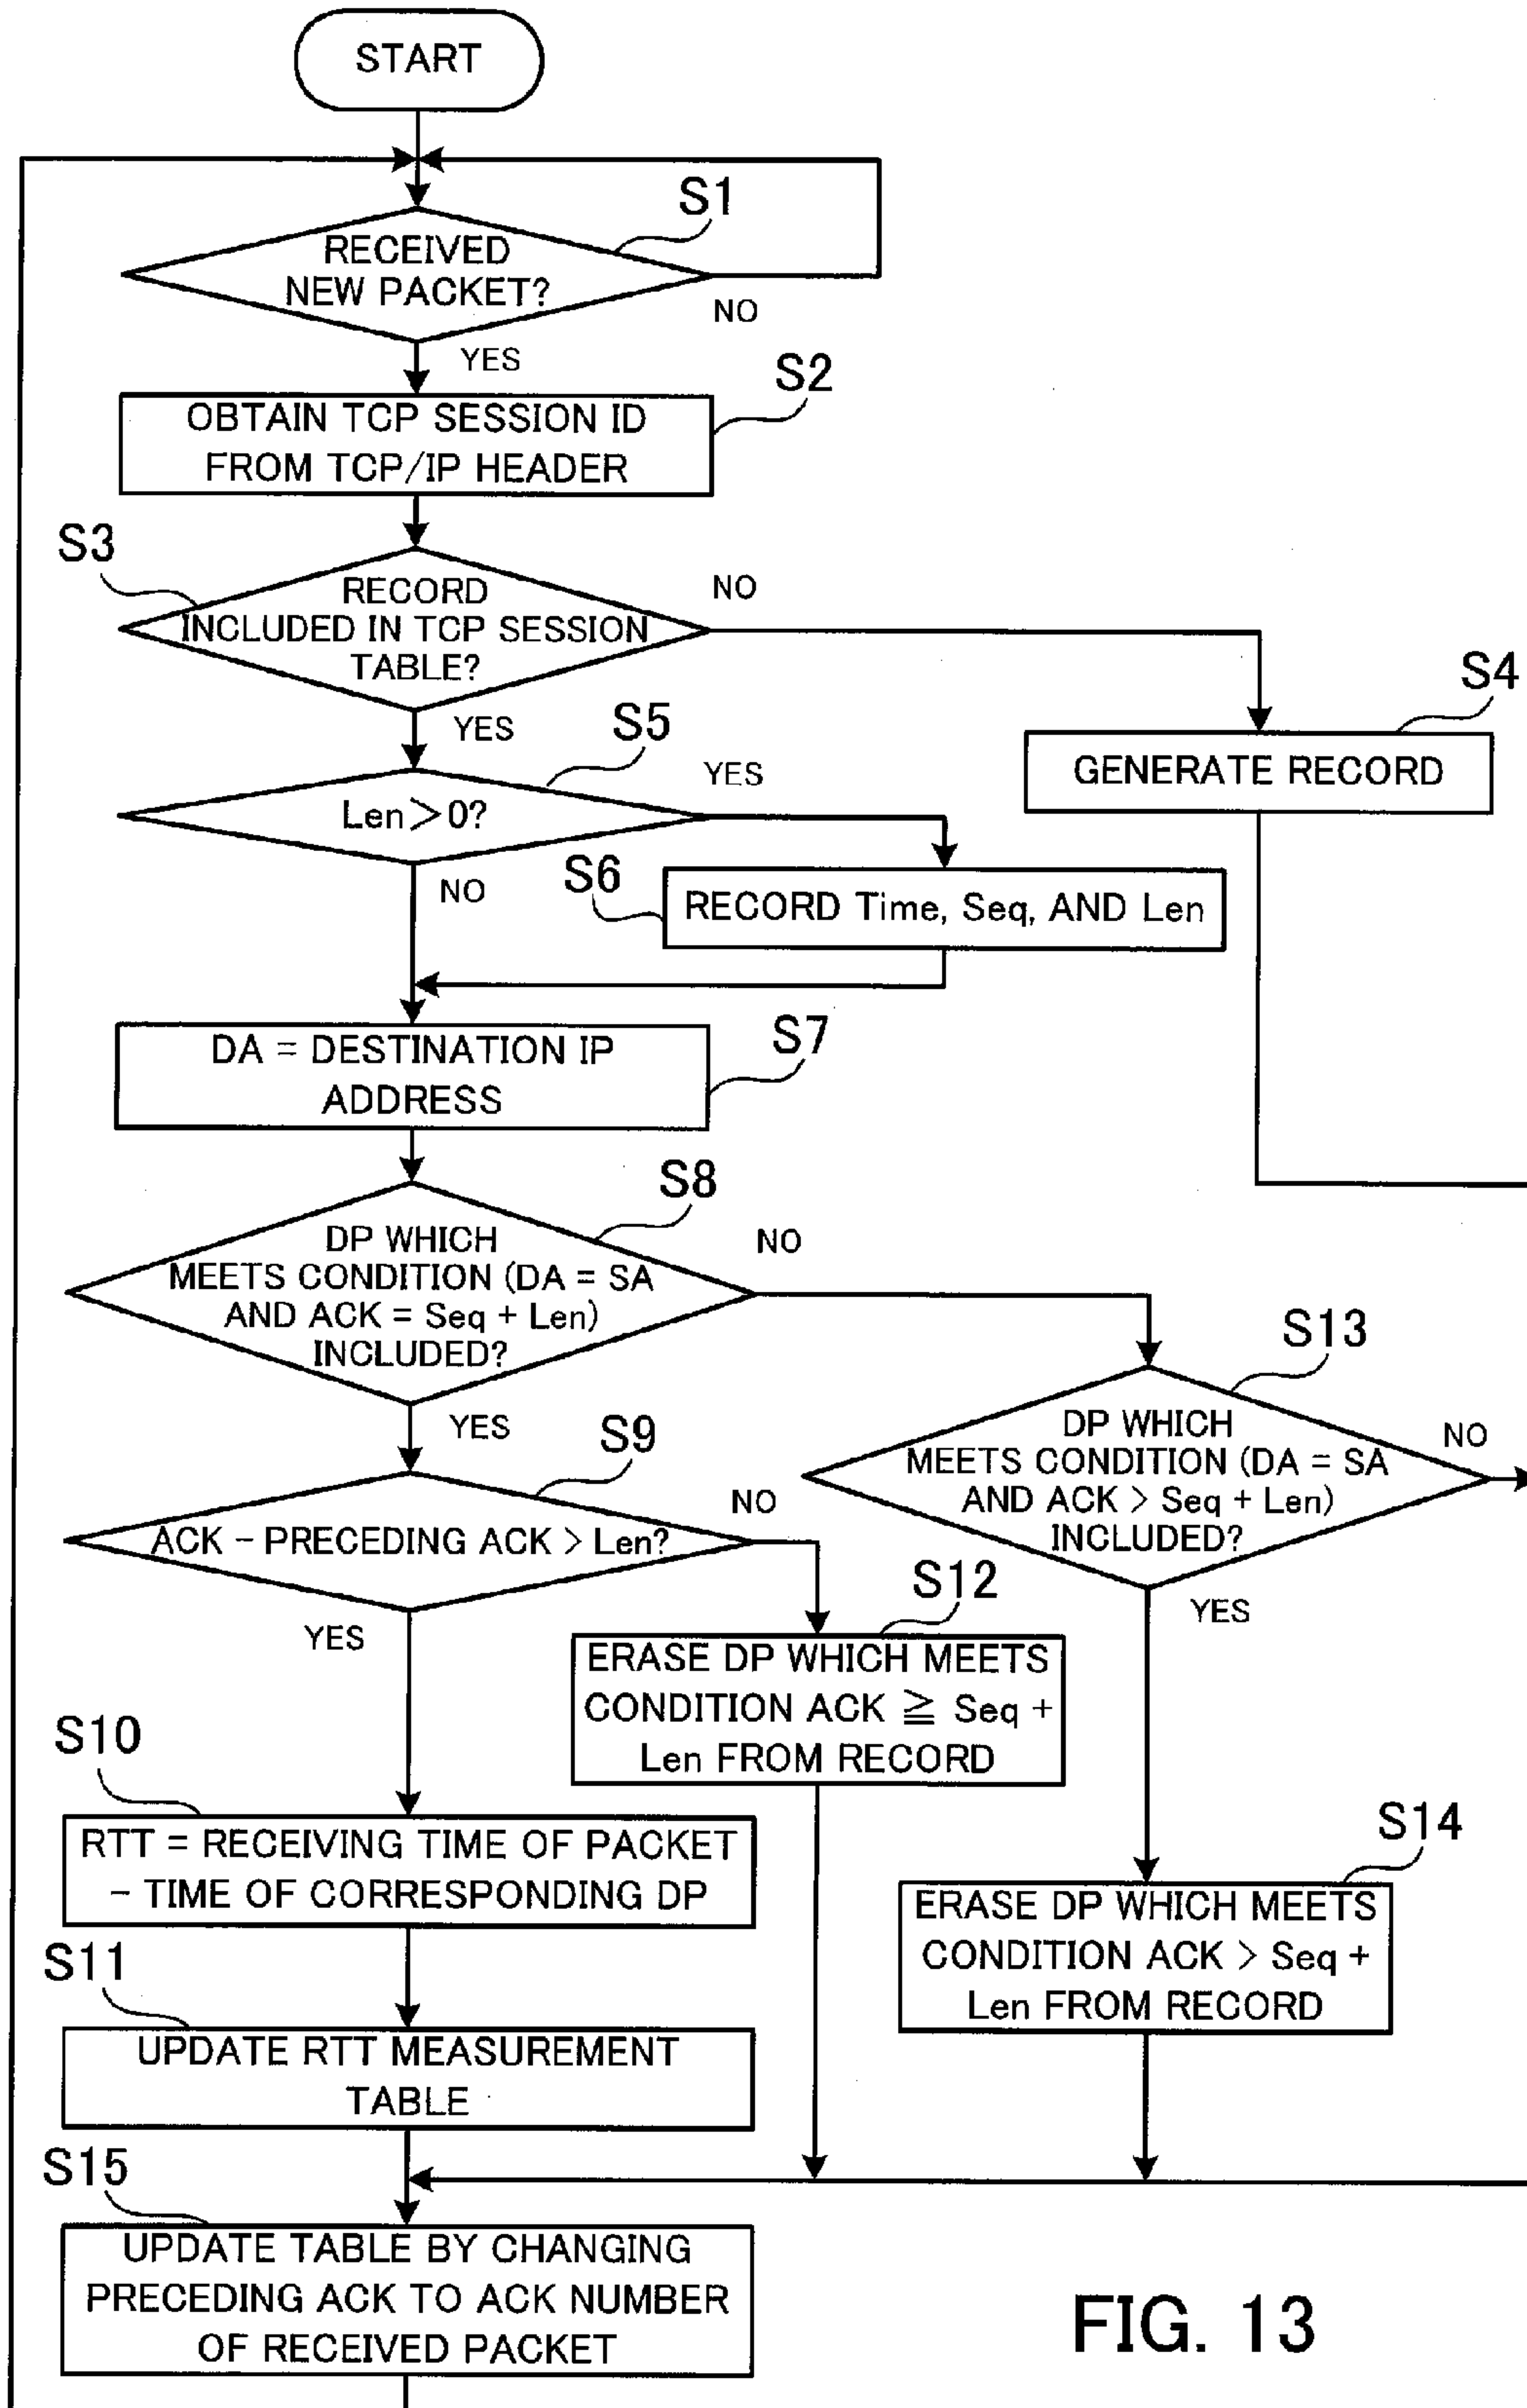 START
S1
RECEIVED
NEW PACKET?
NO
YES
S2
OBTAIN TCP SESSION ID
FROM TCP/IP HEADER
S3
RECORD
INCLUDED IN TCP SESSION
TABLE?
NO
YES
S4
GENERATE RECORD
S5
Len>0?
YES
NO
S6
RECORD Time, Seq, AND Len
S7
DA = DESTINATION IP
ADDRESS
S8
DP WHICH
MEETS CONDITION (DA = SA
AND ACK = Seq + Len)
INCLUDED?
NO
YES
S13
DP WHICH
MEETS CONDITION (DA = SA
AND ACK > Seq + Len)
INCLUDED?
NO
YES
S9
ACK − PRECEDING ACK > Len?
NO
YES
S12
ERASE DP WHICH MEETS
CONDITION ACK ≧ Seq +
Len FROM RECORD
S10
RTT = RECEIVING TIME OF PACKET
− TIME OF CORRESPONDING DP
S14
ERASE DP WHICH MEETS
CONDITION ACK > Seq +
Len FROM RECORD
S11
UPDATE RTT MEASUREMENT
TABLE
S15
UPDATE TABLE BY CHANGING
PRECEDING ACK TO ACK NUMBER
OF RECEIVED PACKET
FIG. 13